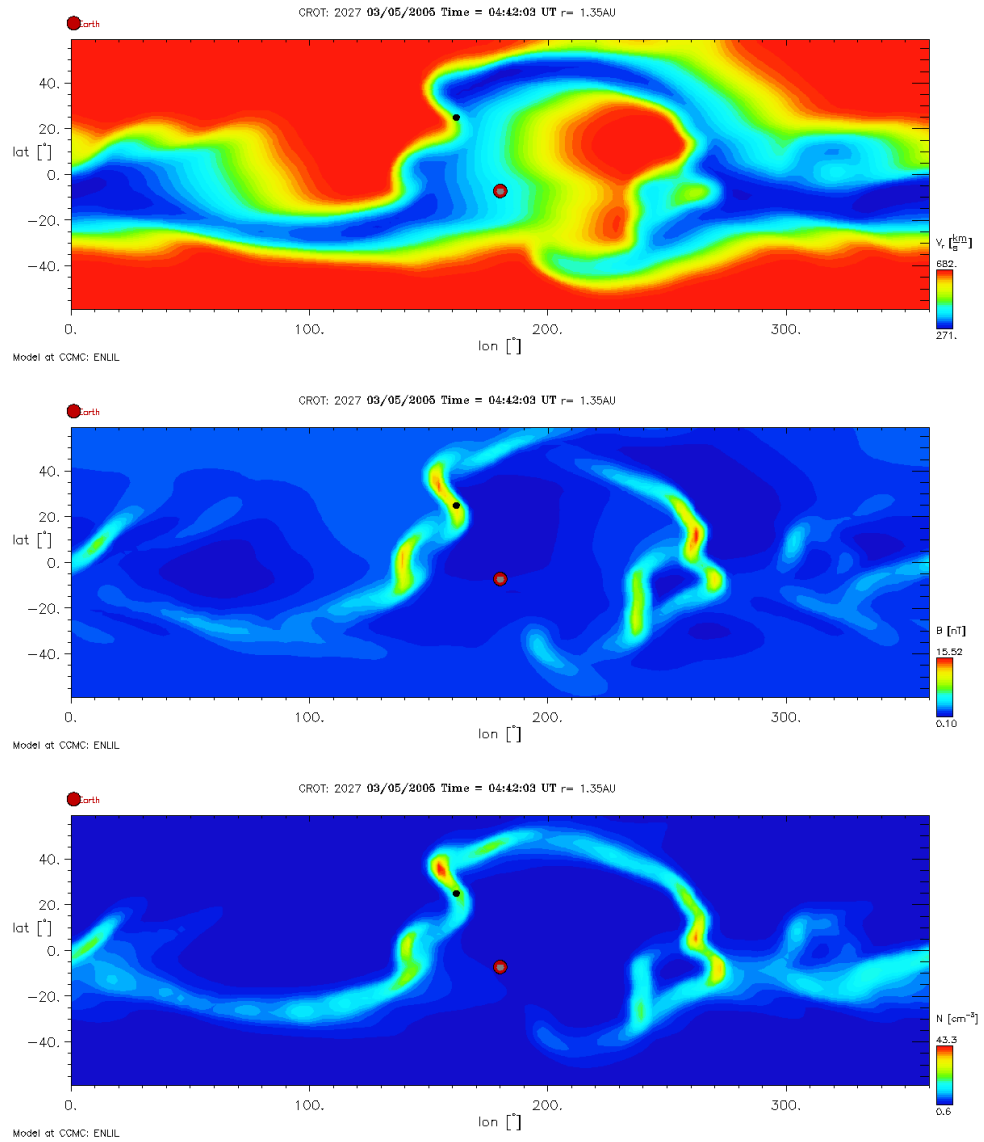 CROT: 2027 03/05/2005 Time = 04:42:03 UT r= 1.35AU
Earth
40.
20.
lat [°]
0.
−20.
−40.
0. 100. 200. 300.
lon [°]
Vr [km/s]
682.
271.
Model at CCMC: ENLIL
CROT: 2027 03/05/2005 Time = 04:42:03 UT r= 1.35AU
Earth
40.
20.
lat [°]
0.
−20.
−40.
0. 100. 200. 300.
lon [°]
B [nT]
15.52
0.10
Model at CCMC: ENLIL
CROT: 2027 03/05/2005 Time = 04:42:03 UT r= 1.35AU
Earth
40.
20.
lat [°]
0.
−20.
−40.
0. 100. 200. 300.
lon [°]
N [cm−3]
43.3
0.6
Model at CCMC: ENLIL